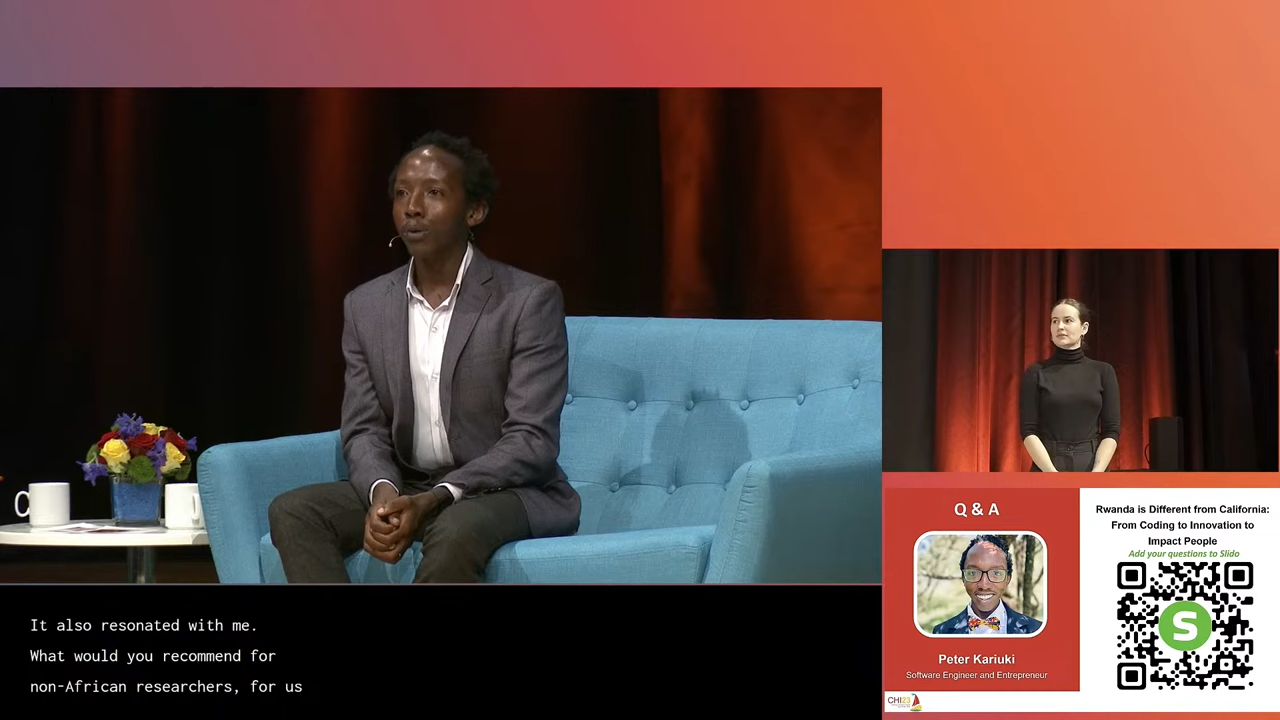 It also resonated with me.
What would you recommend for
non-African researchers, for us
Q & A
Peter Kariuki
Software Engineer and Entrepreneur
CHI23
Rwanda is Different from California:
From Coding to Innovation to
Impact People
Add your questions to Slido
S